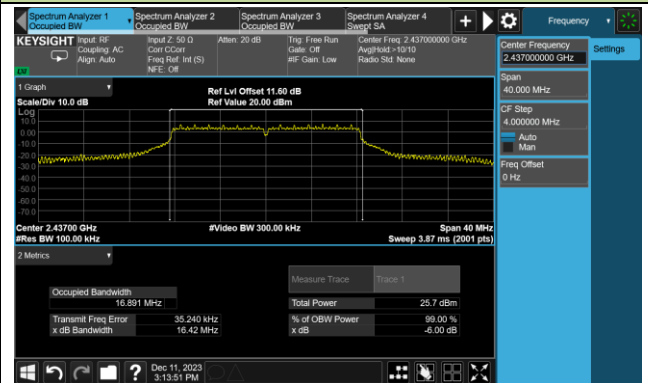 Spectrum Analyzer 1
Occupied BW
Spectrum Analyzer 2
Occupied BW
Spectrum Analyzer 3
Occupied BW
Spectrum Analyzer 4
Swept SA
Frequency
KEYSIGHT
Input: RF
Coupling: AC
Align: Auto
Input Z: 50 Ω
Corr CCorr
Freq Ref: Int (S)
NFE: Off
Atten: 20 dB
Trig: Free Run
Gate: Off
#IF Gain: Low
Center Freq: 2.437000000 GHz
Avg|Hold:>10/10
Radio Std: None
Center Frequency
2.437000000 GHz
Settings
Span
40.000 MHz
CF Step
4.000000 MHz
Auto
Man
Freq Offset
0 Hz
1 Graph
Scale/Div 10.0 dB
Ref Lvl Offset 11.60 dB
Ref Value 20.00 dBm
Log
10.0
0.00
-10.0
-20.0
-30.0
-40.0
-50.0
-60.0
-70.0
Center 2.43700 GHz
#Res BW 100.00 kHz
#Video BW 300.00 kHz
Span 40 MHz
Sweep 3.87 ms (2001 pts)
2 Metrics
Measure Trace
Trace 1
Occupied Bandwidth
16.891 MHz
Total Power
25.7 dBm
Transmit Freq Error
35.240 kHz
% of OBW Power
99.00 %
x dB Bandwidth
16.42 MHz
x dB
-6.00 dB
?
Dec 11, 2023
3:13:51 PM